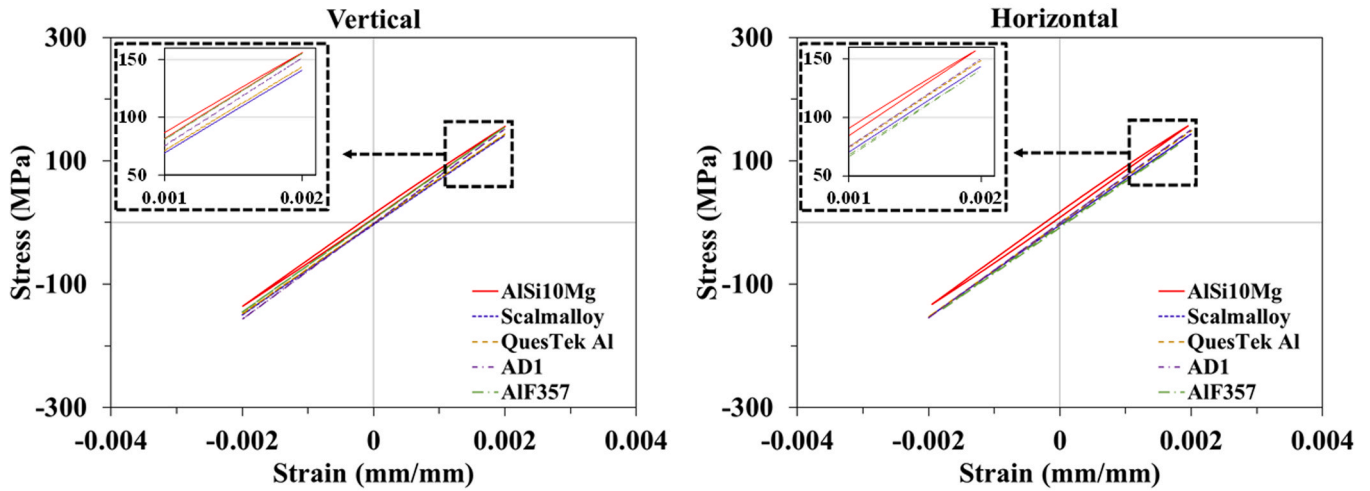 Vertical
300
100
-100
-300
150
100
50
0.001
0.002
AlSi10Mg
Scalmalloy
QuesTek Al
AD1
AlF357
-0.004
-0.002
0
0.002
0.004
Stress (MPa)
Strain (mm/mm)
Horizontal
300
100
-100
-300
150
100
50
0.001
0.002
AlSi10Mg
Scalmalloy
QuesTek Al
AD1
AlF357
-0.004
-0.002
0
0.002
0.004
Stress (MPa)
Strain (mm/mm)